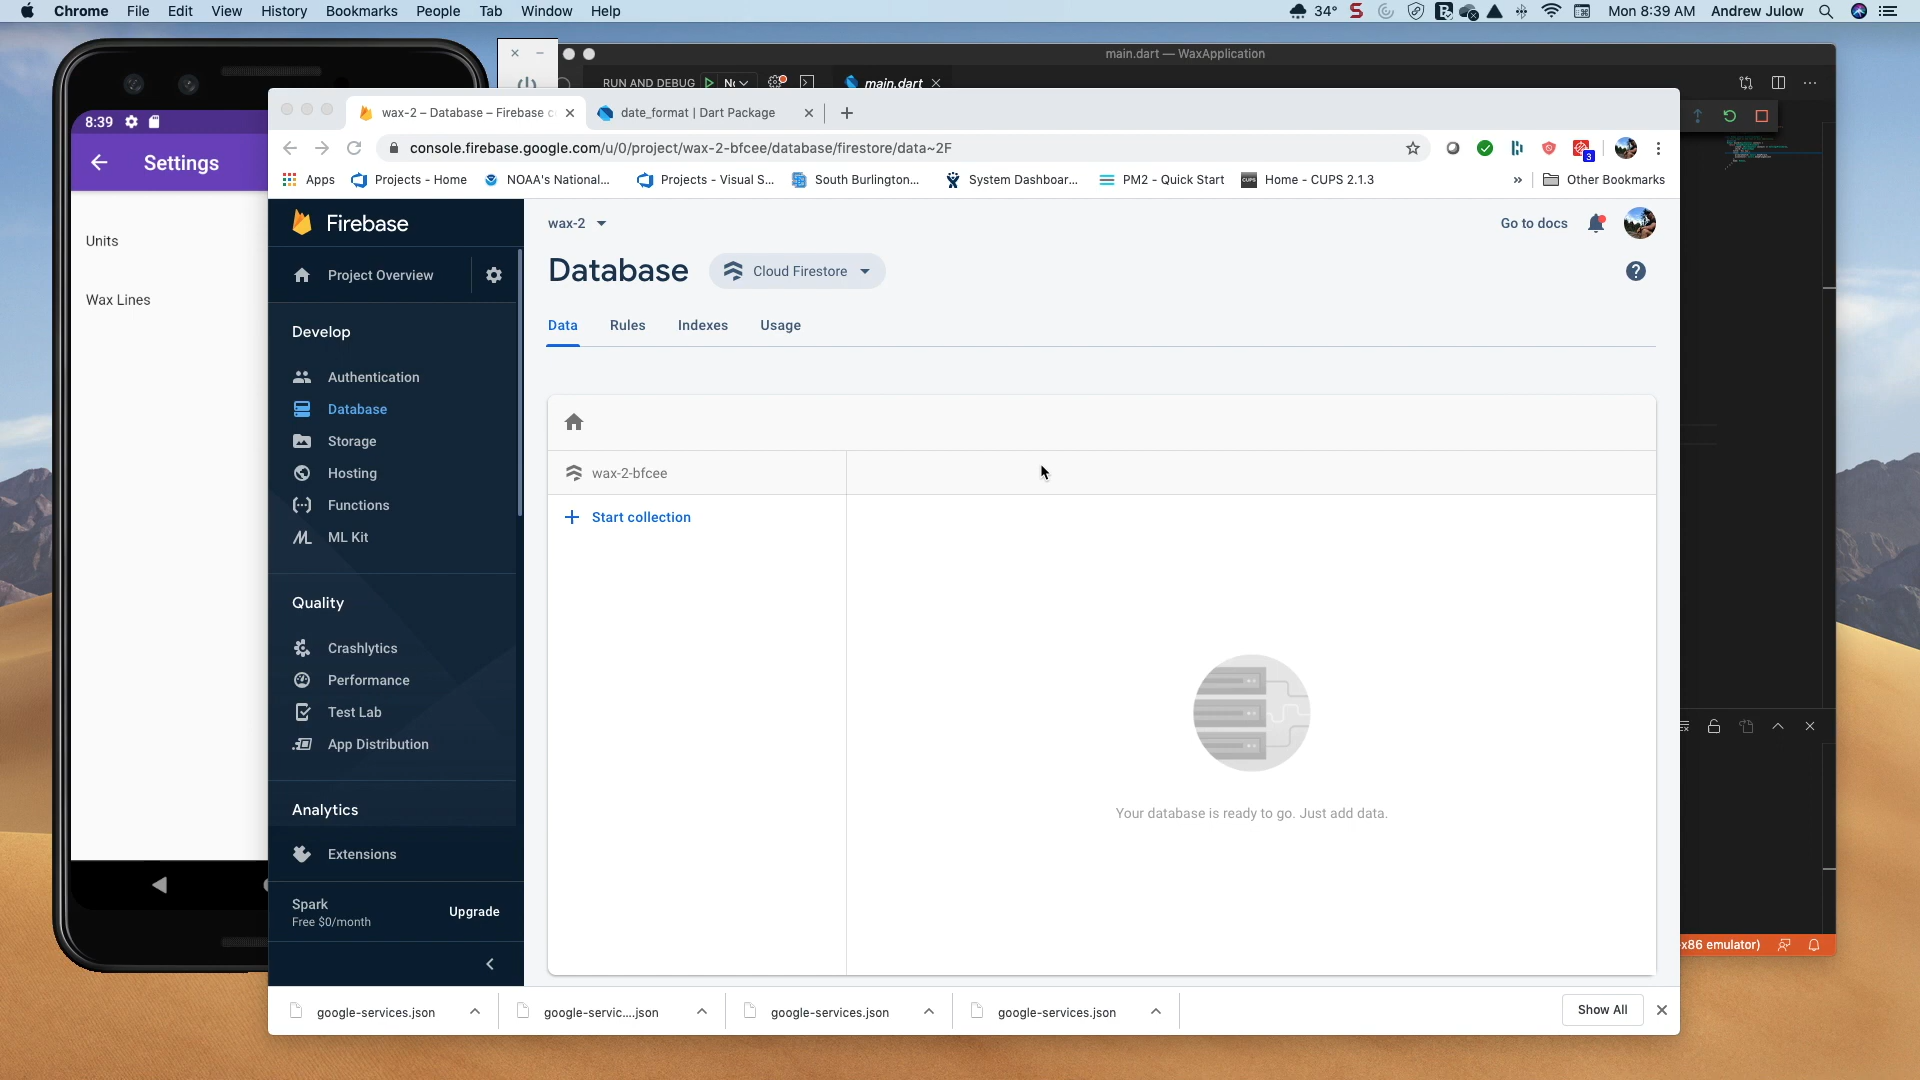 Chrome File Edit View History Bookmarks People Tab Window Help
34° Mon 8:39 AM Andrew Julow
main.dart — WaxApplication
RUN AND DEBUG
main.dart
8:39
Settings
Units
Wax Lines
wax-2 – Database – Firebase c
date_format | Dart Package
console.firebase.google.com/u/0/project/wax-2-bfcee/database/firestore/data~2F
3
Apps
Projects - Home
NOAA's National...
Projects - Visual S...
South Burlington...
System Dashboar...
PM2 - Quick Start
Home - CUPS 2.1.3
»
Other Bookmarks
Firebase
Project Overview
Develop
Authentication
Database
Storage
Hosting
Functions
ML Kit
Quality
Crashlytics
Performance
Test Lab
App Distribution
Analytics
Extensions
Spark
Free $0/month
Upgrade
wax-2
Go to docs
Database
Cloud Firestore
Data
Rules
Indexes
Usage
wax-2-bfcee
Start collection
Your database is ready to go. Just add data.
x86 emulator)
google-services.json
google-servic....json
google-services.json
google-services.json
Show All